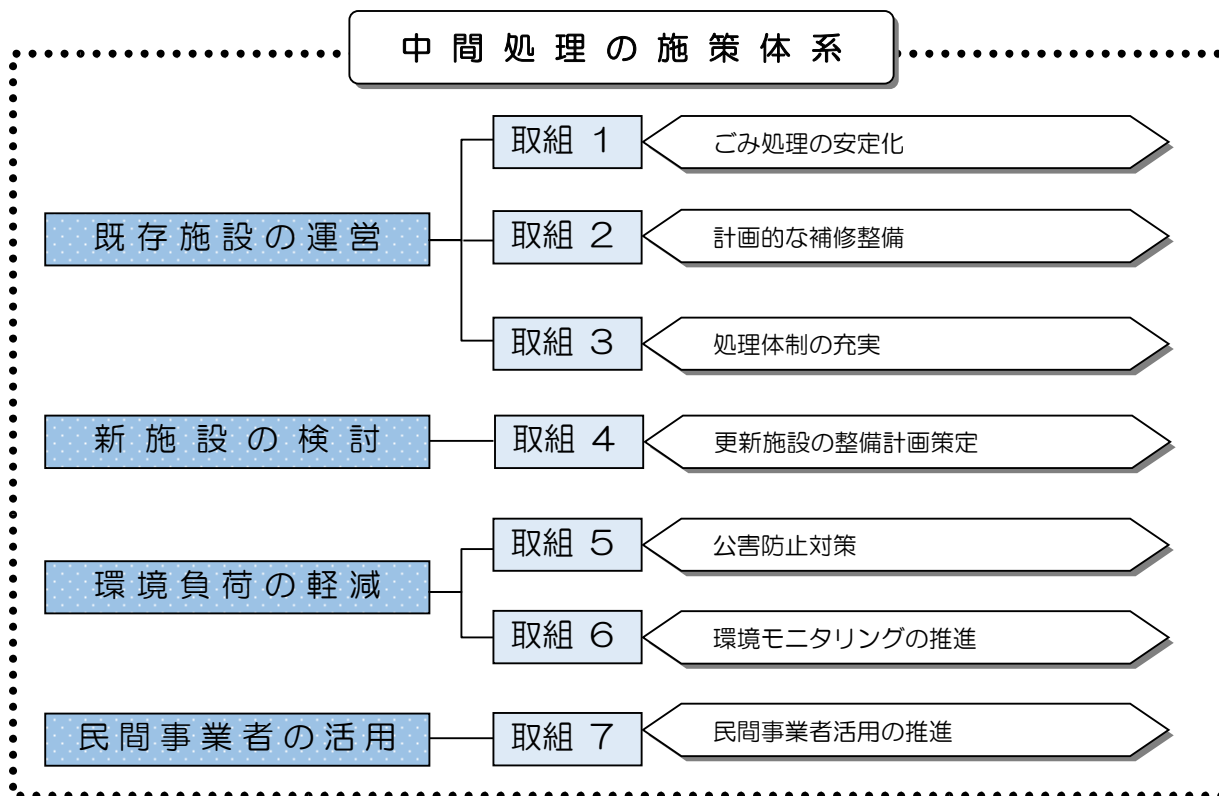 中間処理の施策体系
既存施設の運営
取組 1
ごみ処理の安定化
取組 2
計画的な補修整備
取組 3
処理体制の充実
新施設の検討
取組 4
更新施設の整備計画策定
環境負荷の軽減
取組 5
公害防止対策
取組 6
環境モニタリングの推進
民間事業者の活用
取組 7
民間事業者活用の推進